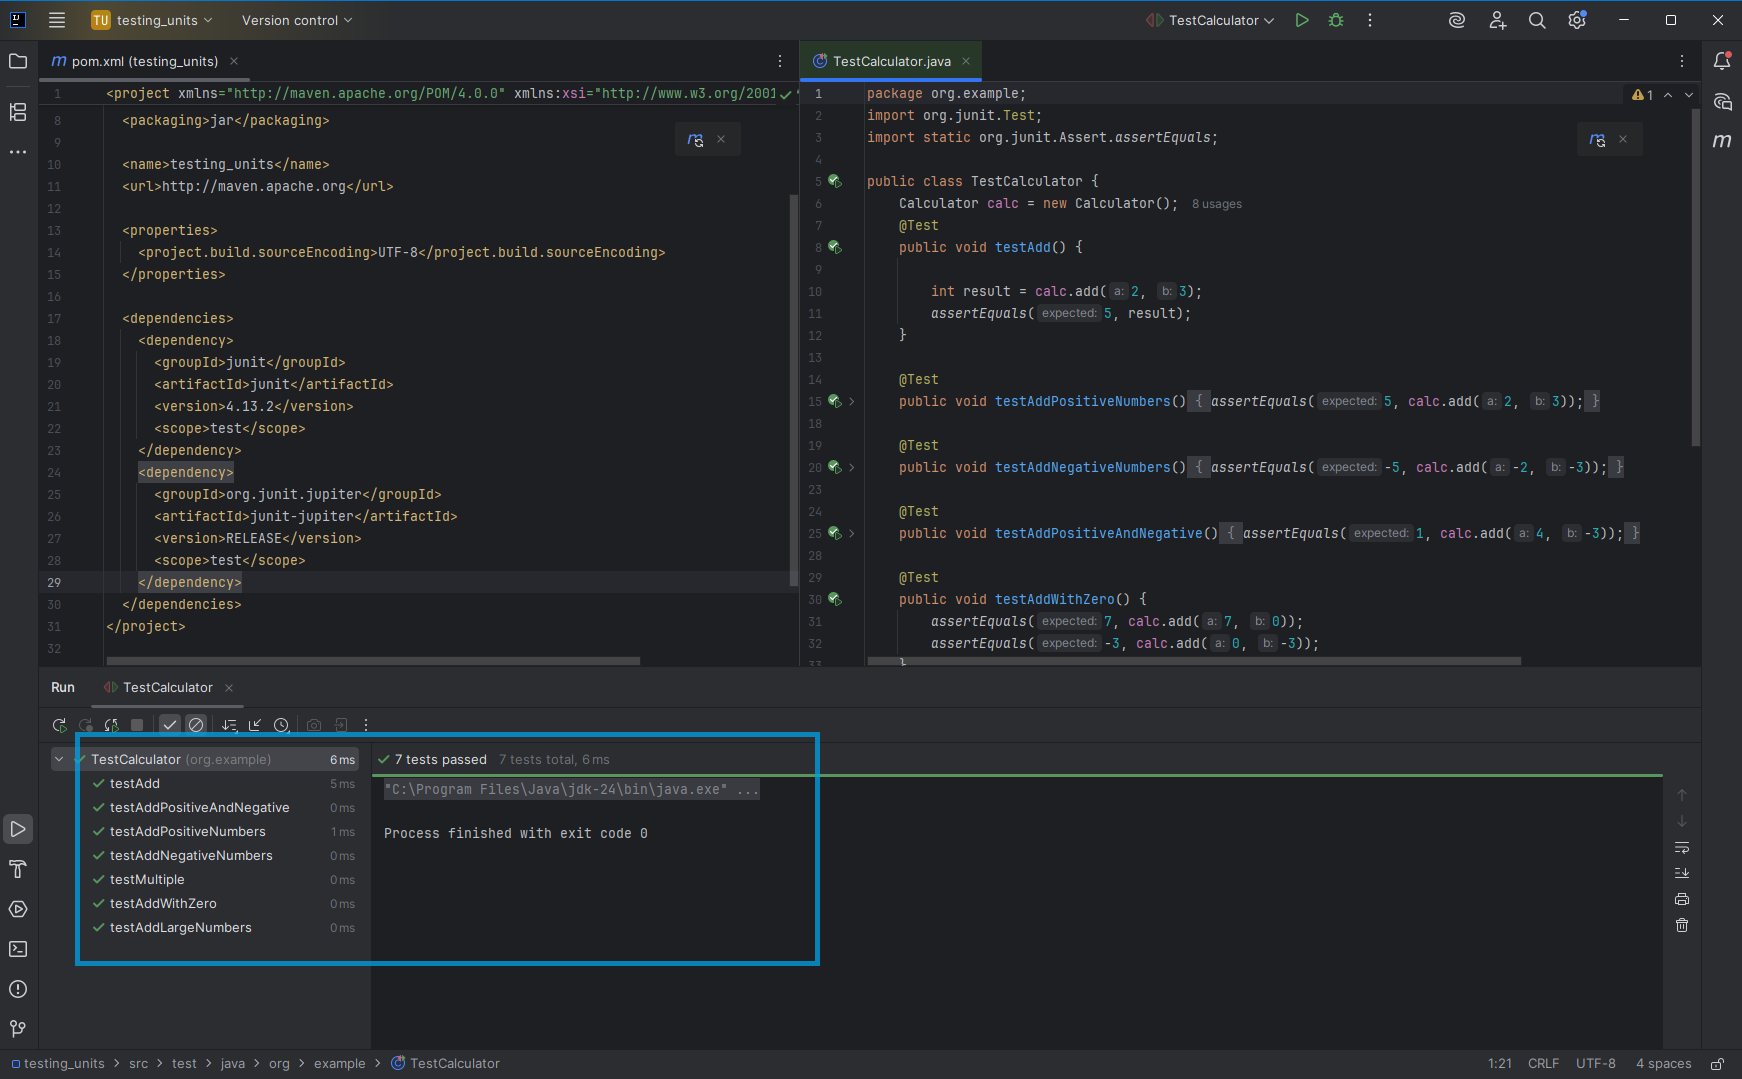 TU testing_units Version control TestCalculator
m pom.xml (testing_units)
1 <project xmlns="http://maven.apache.org/POM/4.0.0" xmlns:xsi="http://www.w3.org/2001
8 <packaging>jar</packaging>
9
10 <name>testing_units</name>
11 <url>http://maven.apache.org</url>
12
13 <properties>
14 <project.build.sourceEncoding>UTF-8</project.build.sourceEncoding>
15 </properties>
16
17 <dependencies>
18 <dependency>
19 <groupId>junit</groupId>
20 <artifactId>junit</artifactId>
21 <version>4.13.2</version>
22 <scope>test</scope>
23 </dependency>
24 <dependency>
25 <groupId>org.junit.jupiter</groupId>
26 <artifactId>junit-jupiter</artifactId>
27 <version>RELEASE</version>
28 <scope>test</scope>
29 </dependency>
30 </dependencies>
31 </project>
32
TestCalculator.java
1 package org.example; 1
2 import org.junit.Test;
3 import static org.junit.Assert.assertEquals;
4
5 public class TestCalculator {
6 Calculator calc = new Calculator(); 8 usages
7 @Test
8 public void testAdd() {
9
10 int result = calc.add( a: 2, b: 3);
11 assertEquals( expected: 5, result);
12 }
13
14 @Test
15 public void testAddPositiveNumbers() { assertEquals( expected: 5, calc.add( a: 2, b: 3)); }
18
19 @Test
20 public void testAddNegativeNumbers() { assertEquals( expected: -5, calc.add( a: -2, b: -3)); }
23
24 @Test
25 public void testAddPositiveAndNegative() { assertEquals( expected: 1, calc.add( a: 4, b: -3)); }
28
29 @Test
30 public void testAddWithZero() {
31 assertEquals( expected: 7, calc.add( a: 7, b: 0));
32 assertEquals( expected: -3, calc.add( a: 0, b: -3));
33 }
m
Run TestCalculator
TestCalculator (org.example) 6 ms
testAdd 5 ms
testAddPositiveAndNegative 0 ms
testAddPositiveNumbers 1 ms
testAddNegativeNumbers 0 ms
testMultiple 0 ms
testAddWithZero 0 ms
testAddLargeNumbers 0 ms
7 tests passed 7 tests total, 6 ms
"C:\Program Files\Java\jdk-24\bin\java.exe" ...
Process finished with exit code 0
testing_units > src > test > java > org > example > TestCalculator 1:21 CRLF UTF-8 4 spaces